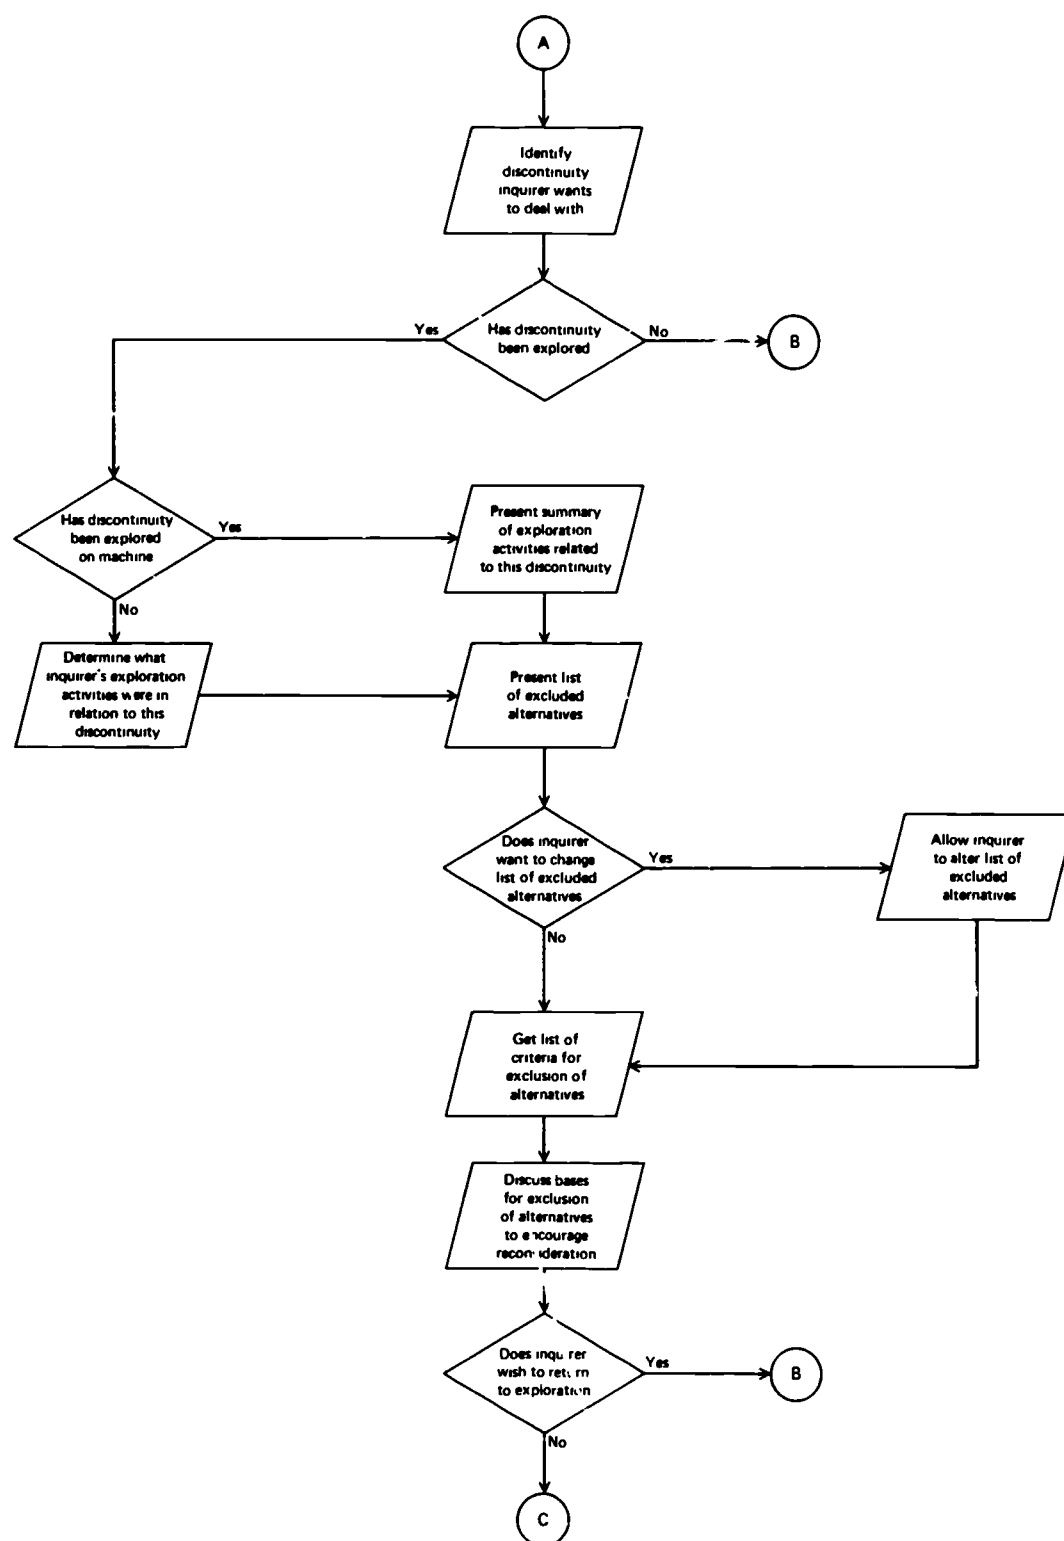 A
Identify
discontinuity
inquirer wants
to deal with
Has discontinuity
been explored
Yes
No
B
Has discontinuity
been explored
on machine
Yes
No
Present summary
of exploration
activities related
to this discontinuity
Determine what
inquirer's exploration
activities were in
relation to this
discontinuity
Present list
of excluded
alternatives
Does inquirer
want to change
list of excluded
alternatives
Yes
No
Allow inquirer
to alter list of
excluded
alternatives
Get list of
criteria for
exclusion of
alternatives
Discuss bases
for exclusion
of alternatives
to encourage
reconsideration
Does inquirer
wish to return
to exploration
Yes
No
B
C